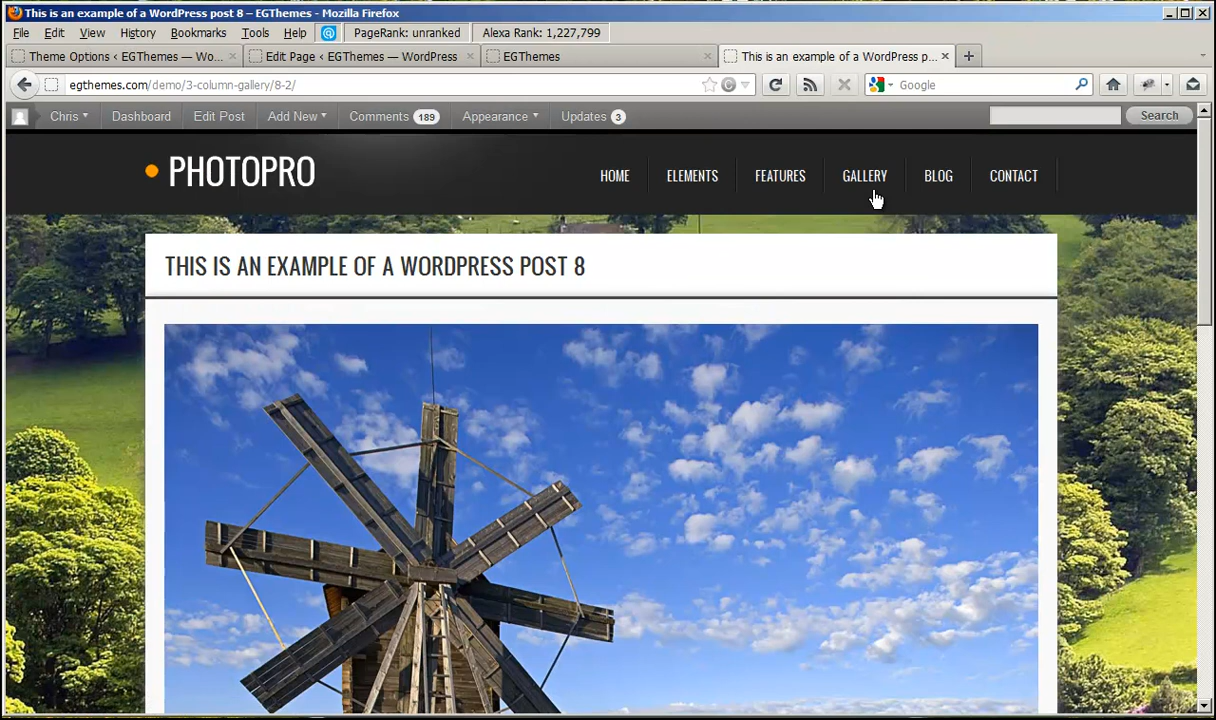 This is an example of a WordPress post 8 – EGThemes - Mozilla Firefox
File Edit View History Bookmarks Tools Help PageRank: unranked Alexa Rank: 1,227,799
Theme Options ‹ EGThemes — Wo... Edit Page ‹ EGThemes — WordPress EGThemes This is an example of a WordPress p...
egthemes.com/demo/3-column-gallery/8-2/ Google
Chris Dashboard Edit Post Add New Comments 189 Appearance Updates 3 Search
PHOTOPRO HOME ELEMENTS FEATURES GALLERY BLOG CONTACT
THIS IS AN EXAMPLE OF A WORDPRESS POST 8